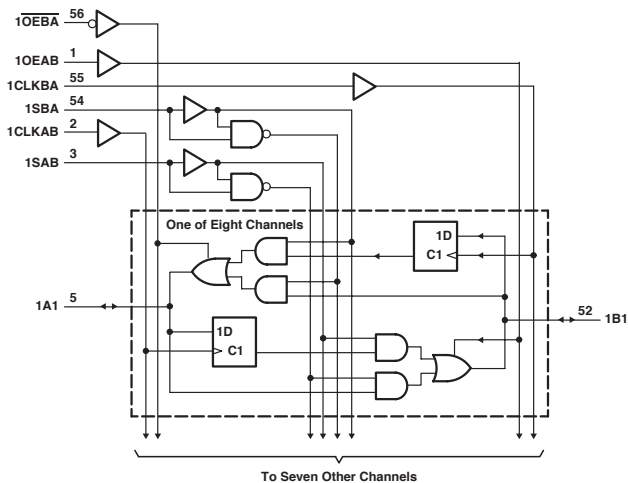 1O̅E̅B̅A̅ 56
1OEAB 1
1CLKBA 55
1SBA 54
1CLKAB 2
1SAB 3
One of Eight Channels
1D
C1
1A1 5
52 1B1
1D
C1
To Seven Other Channels